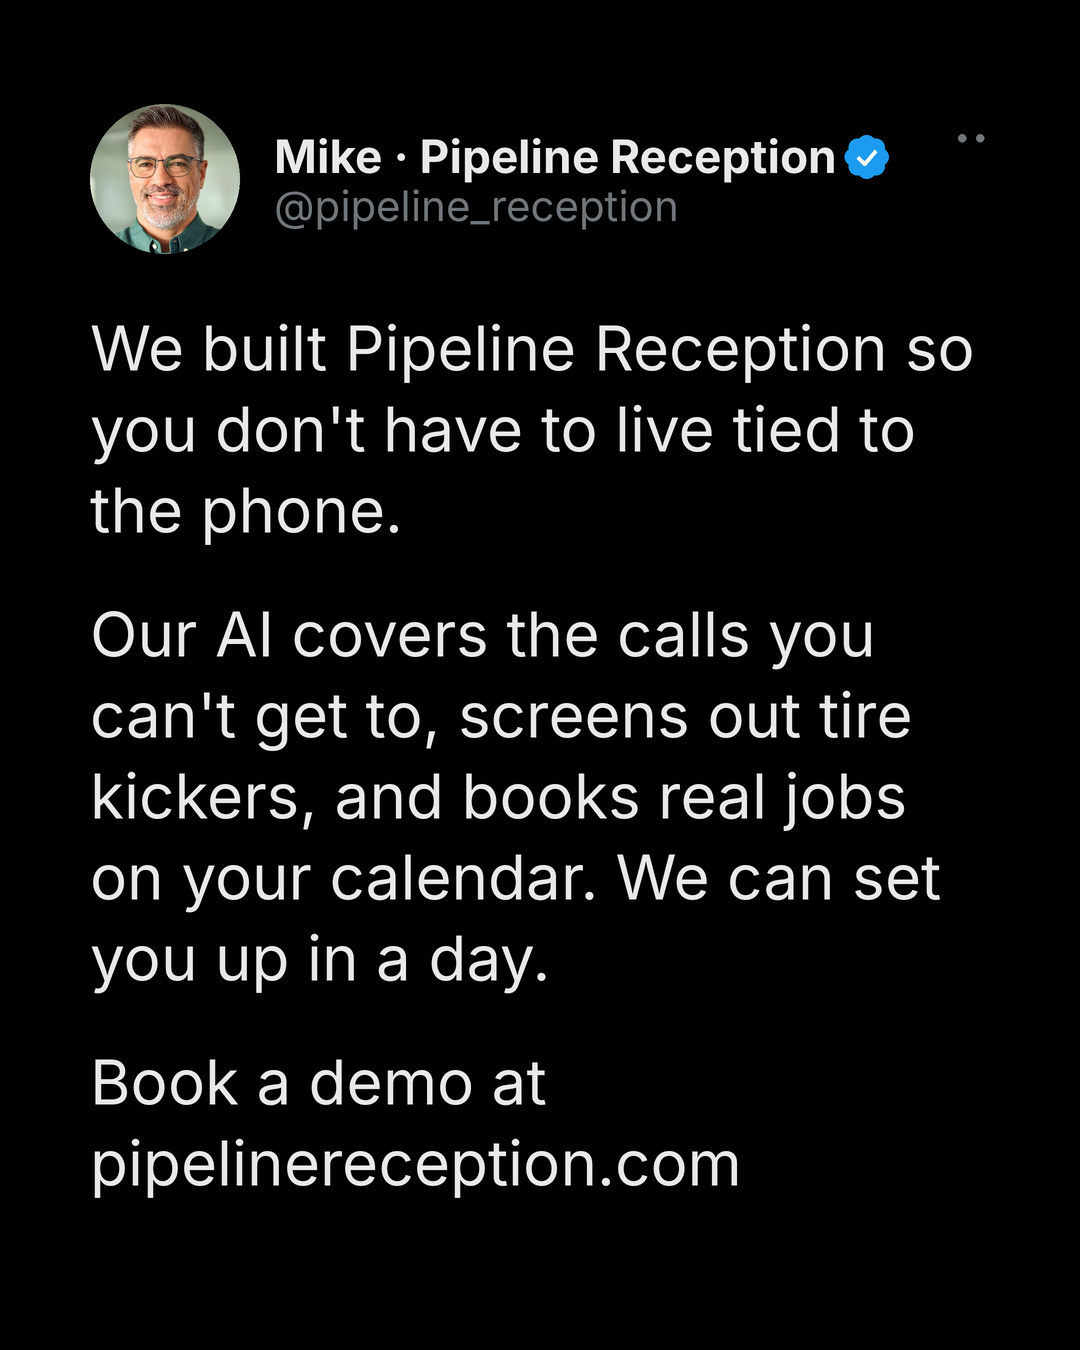 Mike · Pipeline Reception
@pipeline_reception
We built Pipeline Reception so
you don't have to live tied to
the phone.
Our AI covers the calls you
can't get to, screens out tire
kickers, and books real jobs
on your calendar. We can set
you up in a day.
Book a demo at
pipelinereception.com